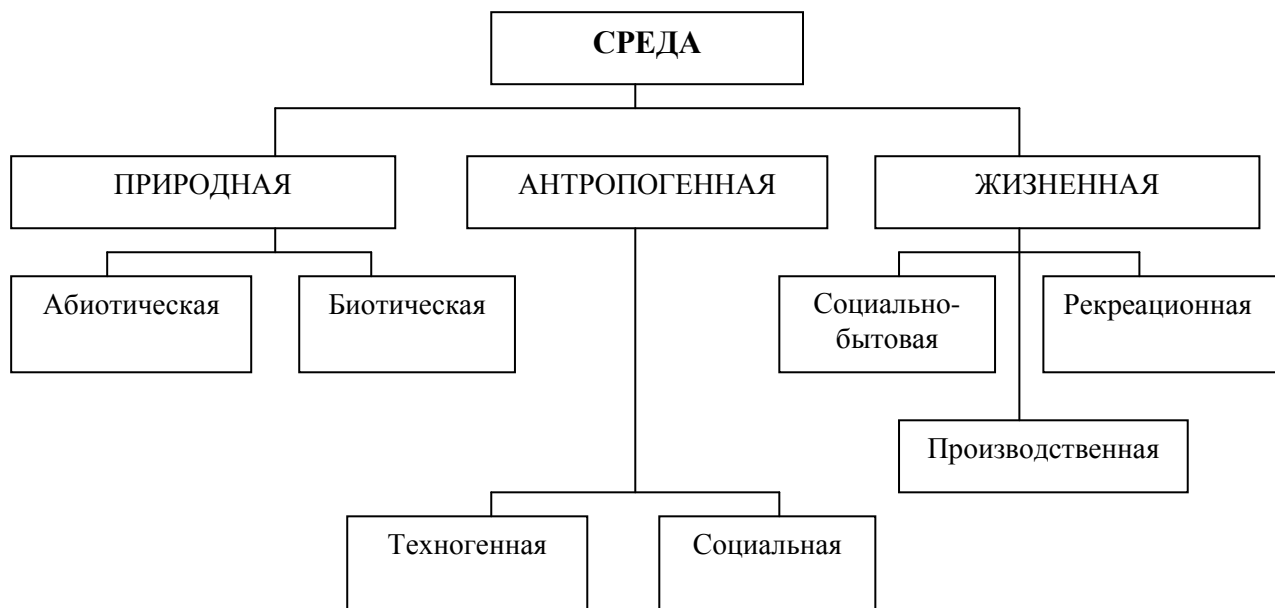 СРЕДА
ПРИРОДНАЯ
АНТРОПОГЕННАЯ
ЖИЗНЕННАЯ
Абиотическая
Биотическая
Социально-
бытовая
Рекреационная
Производственная
Техногенная
Социальная